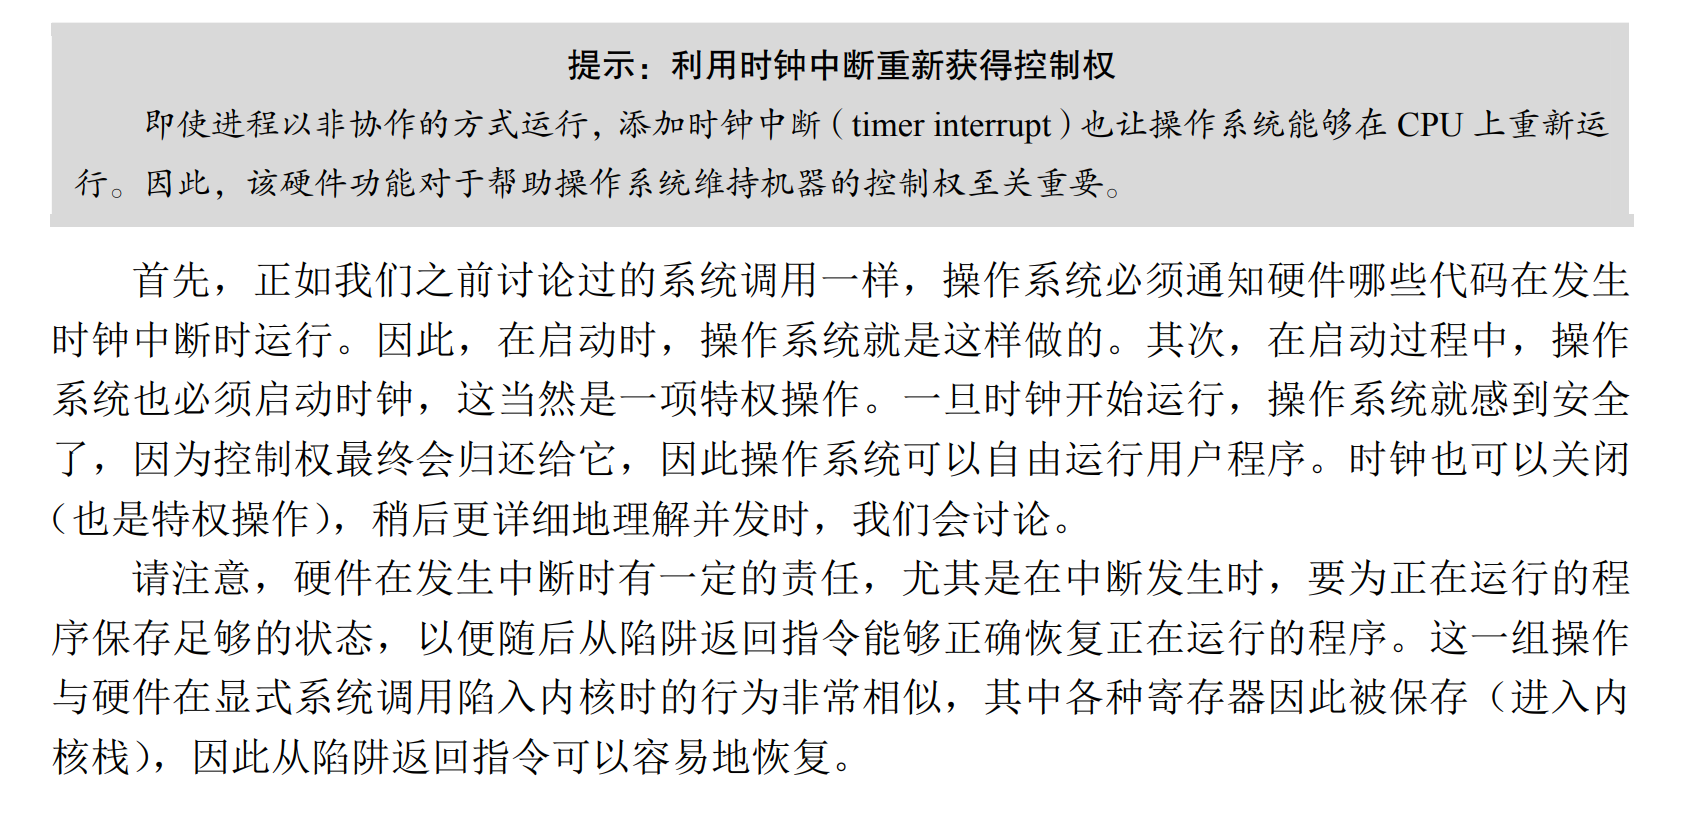 提示：利用时钟中断重新获得控制权
即使进程以非协作的方式运行，添加时钟中断（timer interrupt）也让操作系统能够在 CPU 上重新运
行。因此，该硬件功能对于帮助操作系统维持机器的控制权至关重要。
首先，正如我们之前讨论过的系统调用一样，操作系统必须通知硬件哪些代码在发生
时钟中断时运行。因此，在启动时，操作系统就是这样做的。其次，在启动过程中，操作
系统也必须启动时钟，这当然是一项特权操作。一旦时钟开始运行，操作系统就感到安全
了，因为控制权最终会归还给它，因此操作系统可以自由运行用户程序。时钟也可以关闭
（也是特权操作），稍后更详细地理解并发时，我们会讨论。
请注意，硬件在发生中断时有一定的责任，尤其是在中断发生时，要为正在运行的程
序保存足够的状态，以便随后从陷阱返回指令能够正确恢复正在运行的程序。这一组操作
与硬件在显式系统调用陷入内核时的行为非常相似，其中各种寄存器因此被保存（进入内
核栈），因此从陷阱返回指令可以容易地恢复。